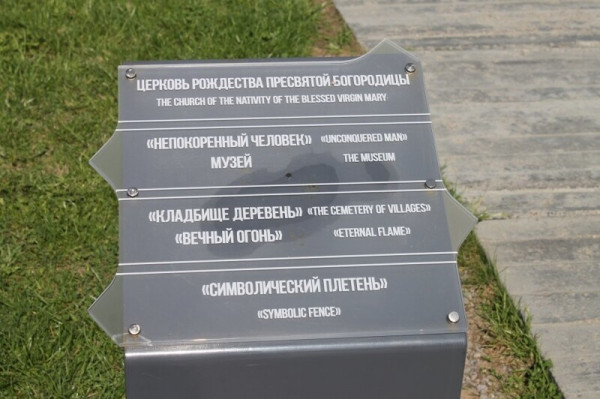 ЦЕРКОВЬ РОЖДЕСТВА ПРЕСВЯТОЙ БОГОРОДИЦЫ
THE CHURCH OF THE NATIVITY OF THE BLESSED VIRGIN MARY
«НЕПОКОРЕННЫЙ ЧЕЛОВЕК» «UNCONQUERED MAN»
МУЗЕЙ THE MUSEUM
«КЛАДБИЩЕ ДЕРЕВЕНЬ» «THE CEMETERY OF VILLAGES»
«ВЕЧНЫЙ ОГОНЬ» «ETERNAL FLAME»
«СИМВОЛИЧЕСКИЙ ПЛЕТЕНЬ»
«SYMBOLIC FENCE»